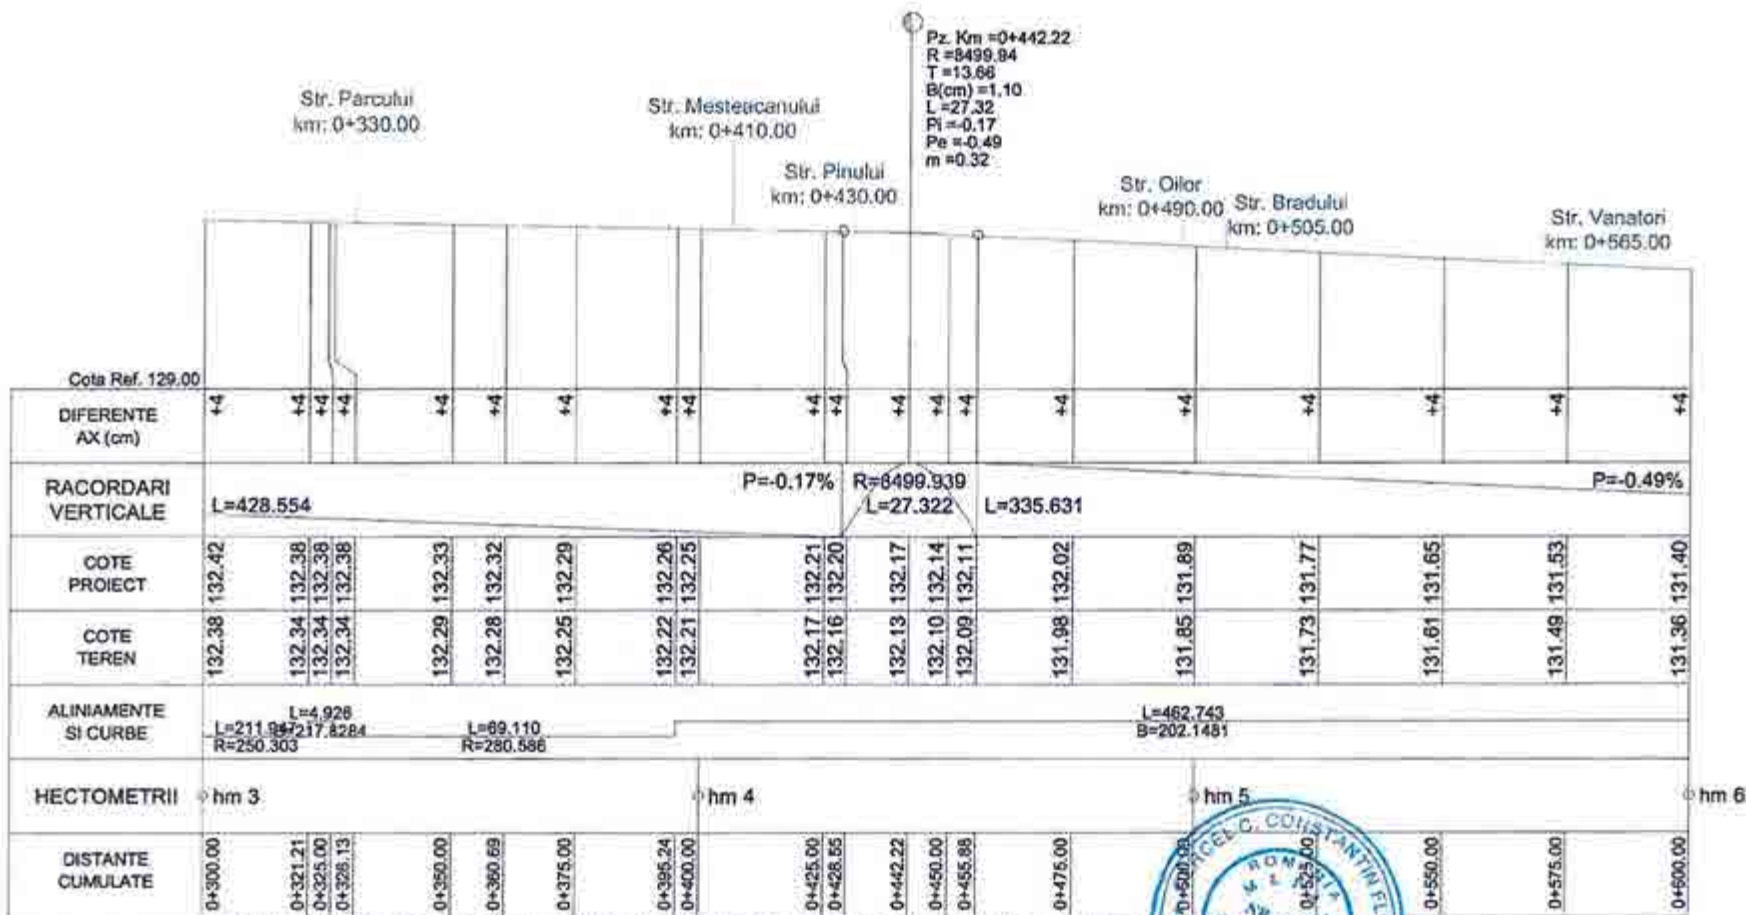 Pz. Km =0+442.22
R =8499.94
T =13.66
B(cm) =1,10
L =27.32
Pi =-0.17
Pe =-0.49
m =0.32
Str. Parcului
km: 0+330.00
Str. Mesteacanului
km: 0+410.00
Str. Pinului
km: 0+430.00
Str. Oilor
km: 0+490.00
Str. Bradului
km: 0+505.00
Str. Vanatori
km: 0+565.00
Cota Ref. 129.00
DIFERENTE
AX (cm)
+4 +4 +4 +4 +4 +4 +4 +4 +4 +4 +4 +4 +4 +4 +4 +4 +4 +4 +4 +4
RACORDARI
VERTICALE
L=428.554
P=-0.17%
R=8499.939
L=27.322
L=335.631
P=-0.49%
COTE
PROIECT
132.42 132.38 132.38 132.38 132.33 132.32 132.29 132.26 132.25 132.21 132.20 132.17 132.14 132.11 132.02 131.89 131.77 131.65 131.53 131.40
COTE
TEREN
132.38 132.34 132.34 132.34 132.29 132.28 132.25 132.22 132.21 132.17 132.16 132.13 132.10 132.09 131.98 131.85 131.73 131.61 131.49 131.36
ALINIAMENTE
SI CURBE
L=4.926
R=250.303
L=69.110
R=280.586
L=462.743
B=202.1481
HECTOMETRII
hm 3
hm 4
hm 5
hm 6
DISTANTE
CUMULATE
0+300.00 0+321.21 0+325.00 0+326.13 0+350.00 0+360.69 0+375.00 0+395.24 0+400.00 0+425.00 0+428.55 0+442.22 0+450.00 0+455.88 0+475.00 0+500.00 0+525.00 0+550.00 0+575.00 0+600.00
C. CONSTANTIN
ROMANIA